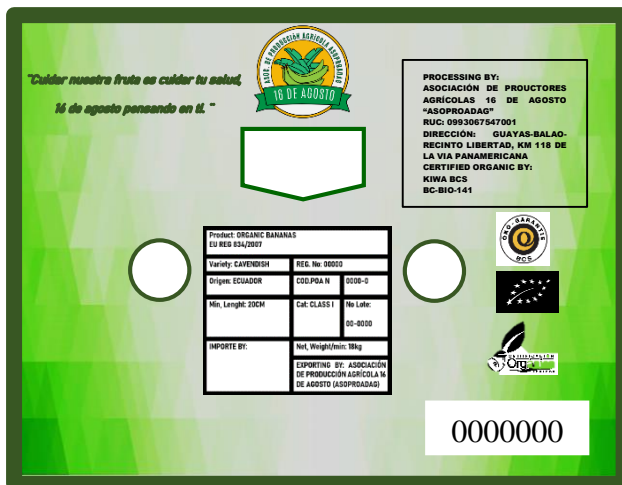 "Cuidar nuestra fruta es cuidar tu salud,
16 de agosto pensando en ti. "
ASOC. DE PRODUCCIÓN AGRÍCOLA ASOPROADAG
16 DE AGOSTO
PROCESSING BY:
ASOCIACIÓN DE PROUCTORES
AGRÍCOLAS 16 DE AGOSTO
“ASOPROADAG”
RUC: 0993067547001
DIRECCIÓN: GUAYAS-BALAO-
RECINTO LIBERTAD, KM 118 DE
LA VIA PANAMERICANA
CERTIFIED ORGANIC BY:
KIWA BCS
BC-BIO-141
Product: ORGANIC BANANAS
EU REG 834/2007
Variety: CAVENDISH
REG. No: 00000
Origen: ECUADOR
COD.POA N
0000-0
Min, Lenght: 20CM
Cat: CLASS I
No Lote:
00-0000
IMPORTE BY:
Net, Weight/min: 18kg
EXPORTING BY: ASOCIACIÓN
DE PRODUCCIÓN AGRÍCOLA 16
DE AGOSTO (ASOPROADAG)
ÖKO-GARANTIE
BCS
Org
0000000